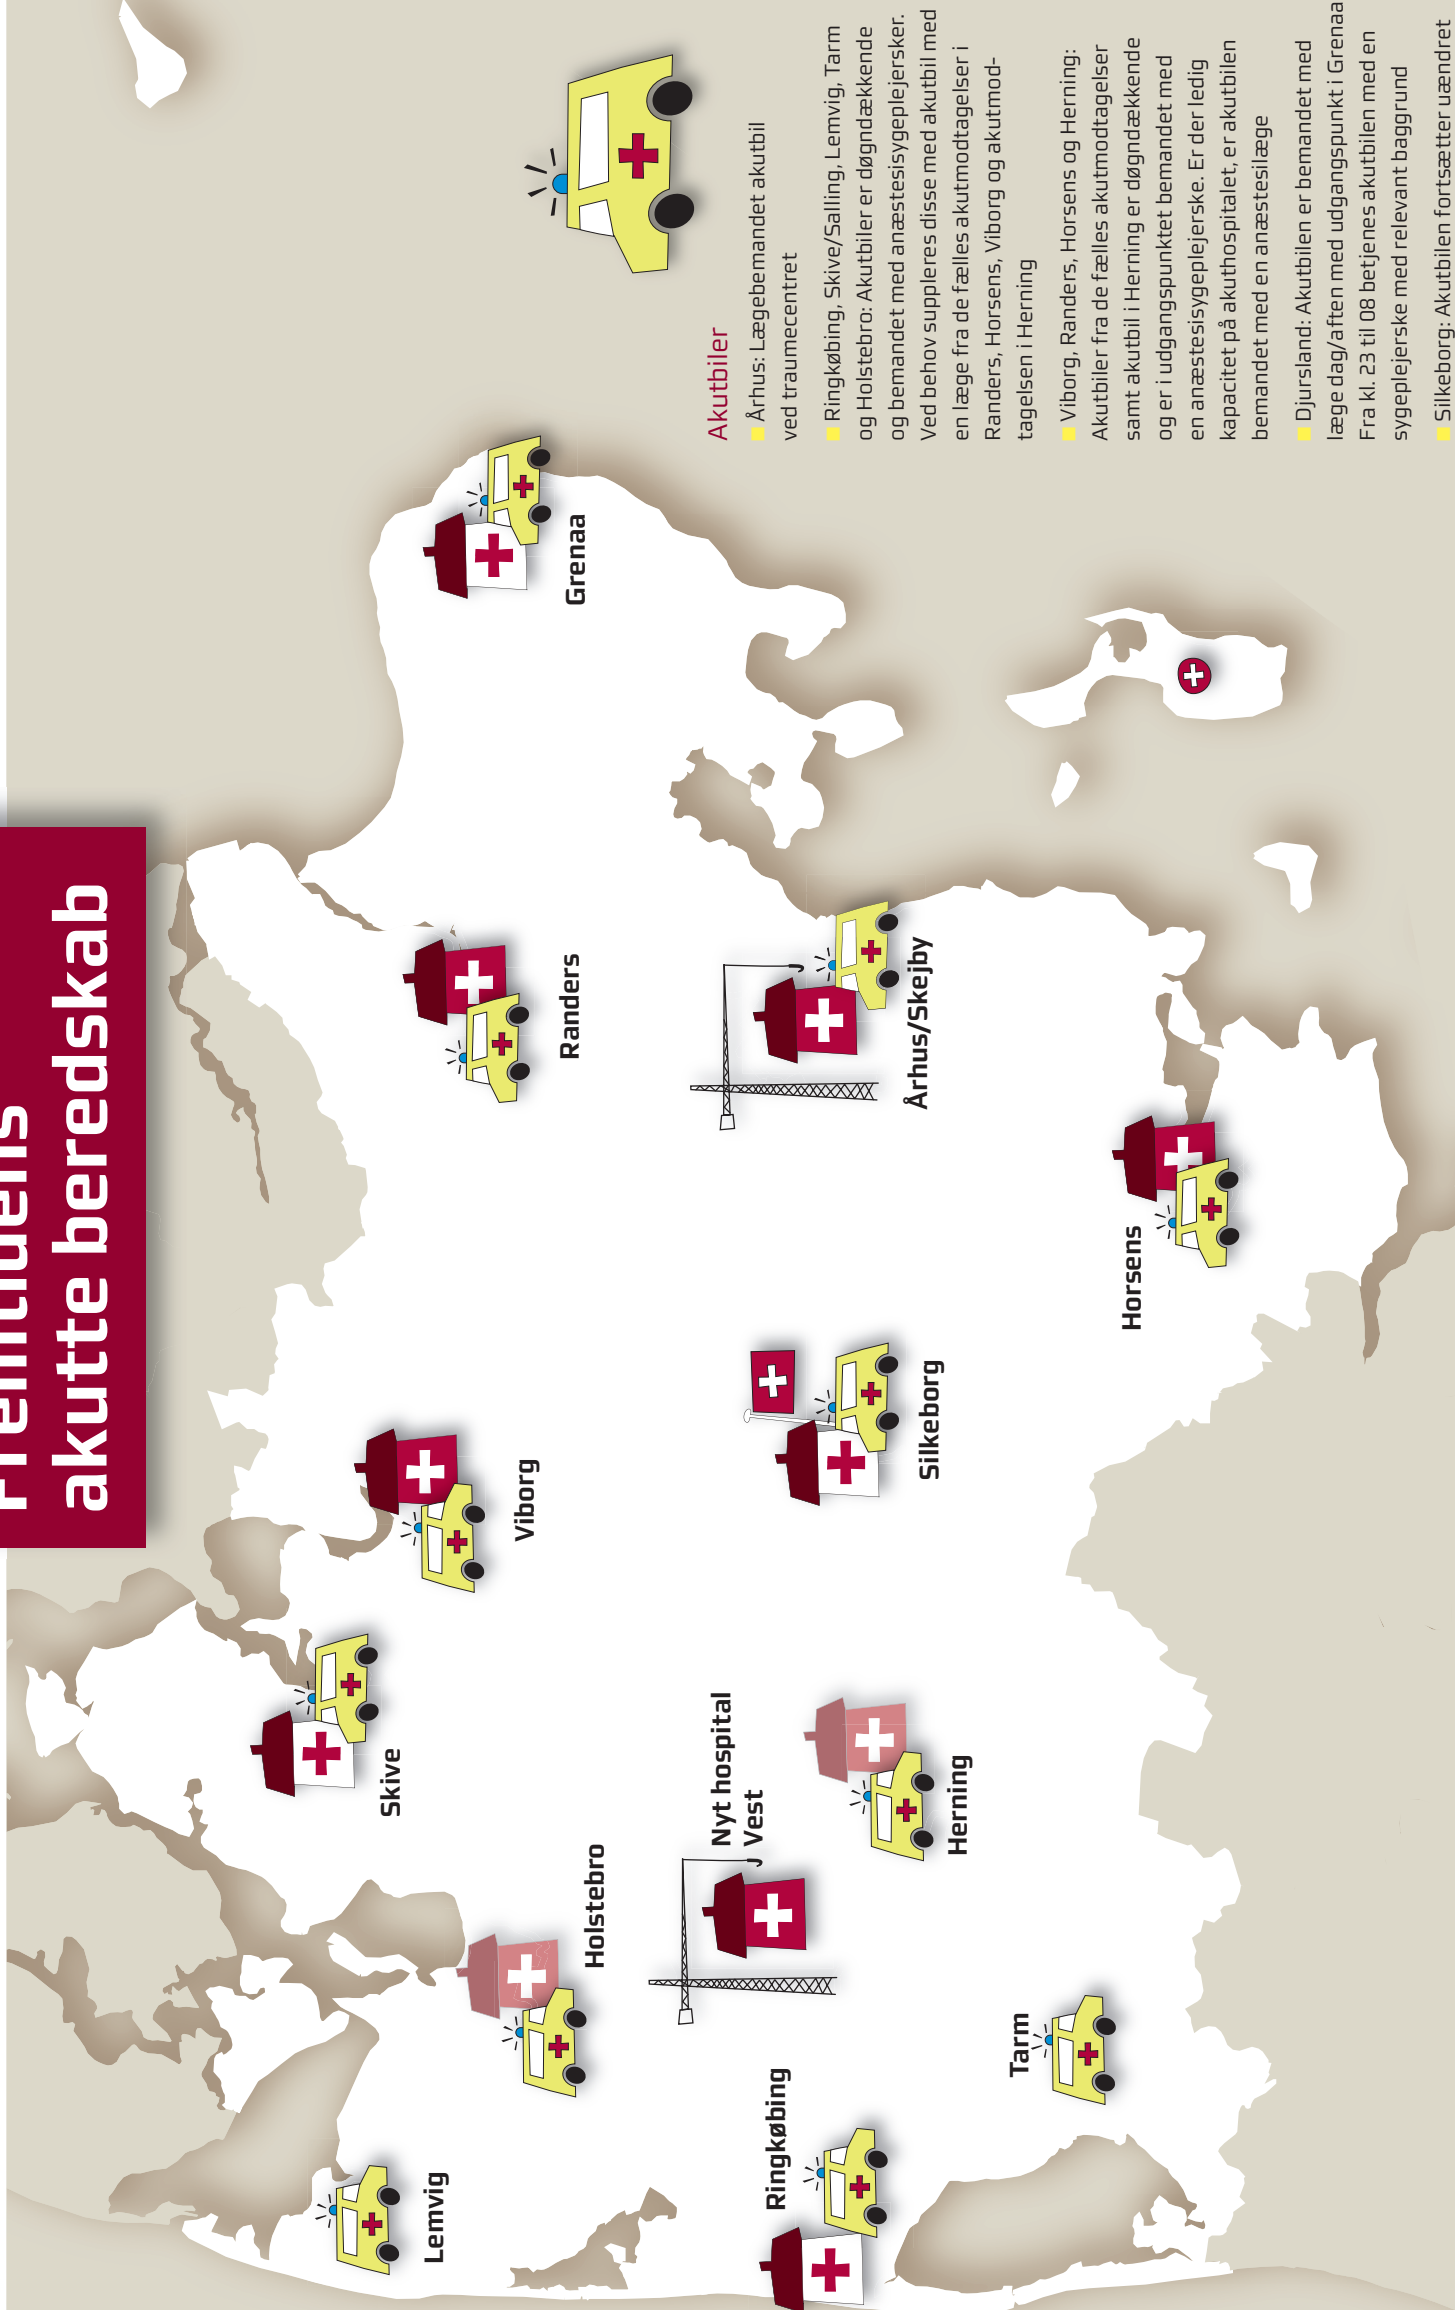 Fremtidens
akutte beredskab
Lemvig
Holstebro
Skive
Viborg
Randers
Grenaa
Ringkøbing
Nyt hospital
Vest
Herning
Tarm
Silkeborg
Århus/Skejby
Horsens
Akutbiler
Århus: Lægebemandet akutbil
ved traumecentret
Ringkøbing, Skive/Salling, Lemvig, Tarm
og Holstebro: Akutbiler er døgndækkende
og bemandet med anæstesisygeplejersker.
Ved behov suppleres disse med akutbil med
en læge fra de fælles akutmodtagelser i
Randers, Horsens, Viborg og akutmod-
tagelsen i Herning
Viborg, Randers, Horsens og Herning:
Akutbiler fra de fælles akutmodtagelser
samt akutbil i Herning er døgndækkende
og er i udgangspunktet bemandet med
en anæstesisygeplejerske. Er der ledig
kapacitet på akuthospitalet, er akutbilen
bemandet med en anæstesilæge
Djursland: Akutbilen er bemandet med
læge dag/aften med udgangspunkt i Grenaa
Fra kl. 23 til 08 betjenes akutbilen med en
sygeplejerske med relevant baggrund
Silkeborg: Akutbilen fortsætter uændret